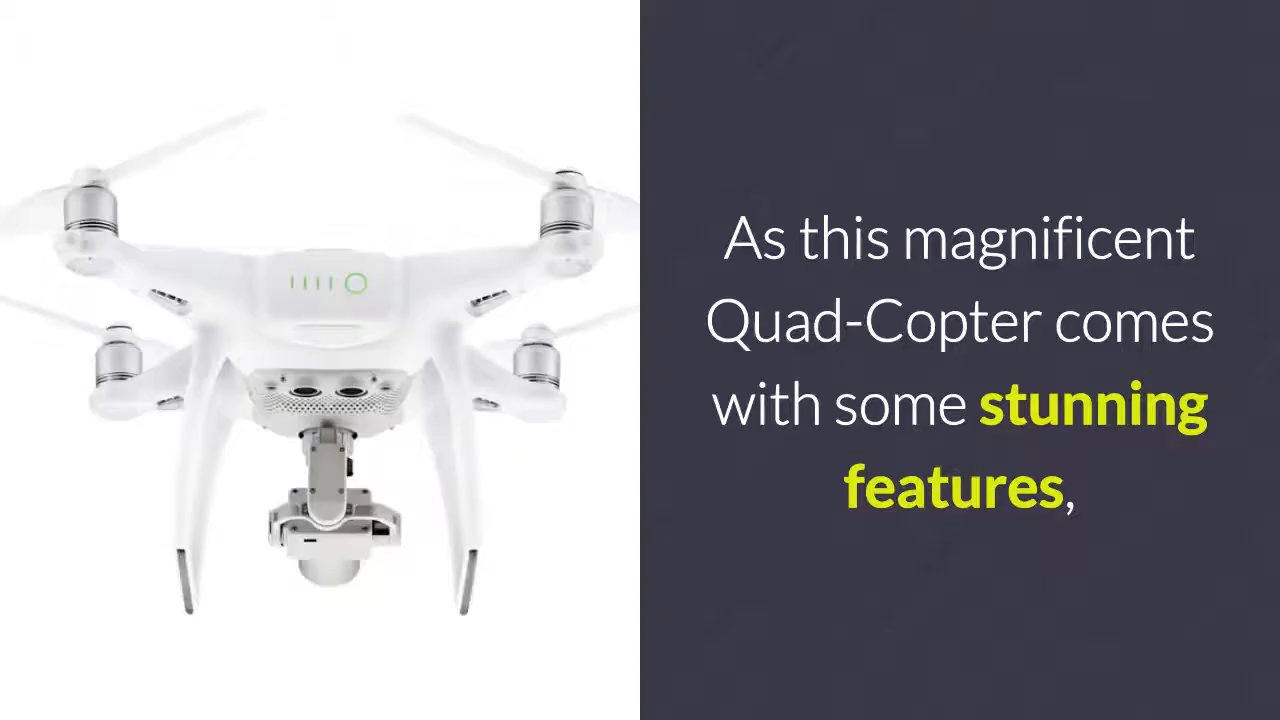 As this magnificent
Quad-Copter comes
with some stunning
features,